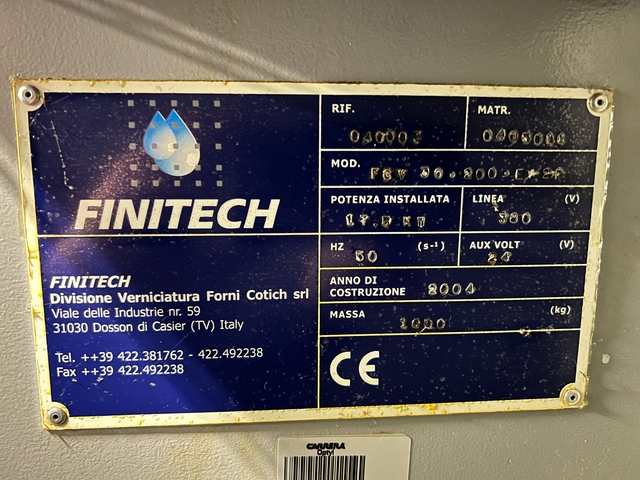 FINITECH
FINITECH
Divisione Verniciatura Forni Cotich srl
Viale delle Industrie nr. 59
31030 Dosson di Casier (TV) Italy
Tel. ++39 422.381762 - 422.492238
Fax ++39 422.492238
RIF. MATR.
040003
MOD.
POTENZA INSTALLATA LINEA (V)
380
HZ (s-¹) AUX VOLT (V)
50 24
ANNO DI
COSTRUZIONE 2004
MASSA (kg)
CE
CARRERA
Optyl